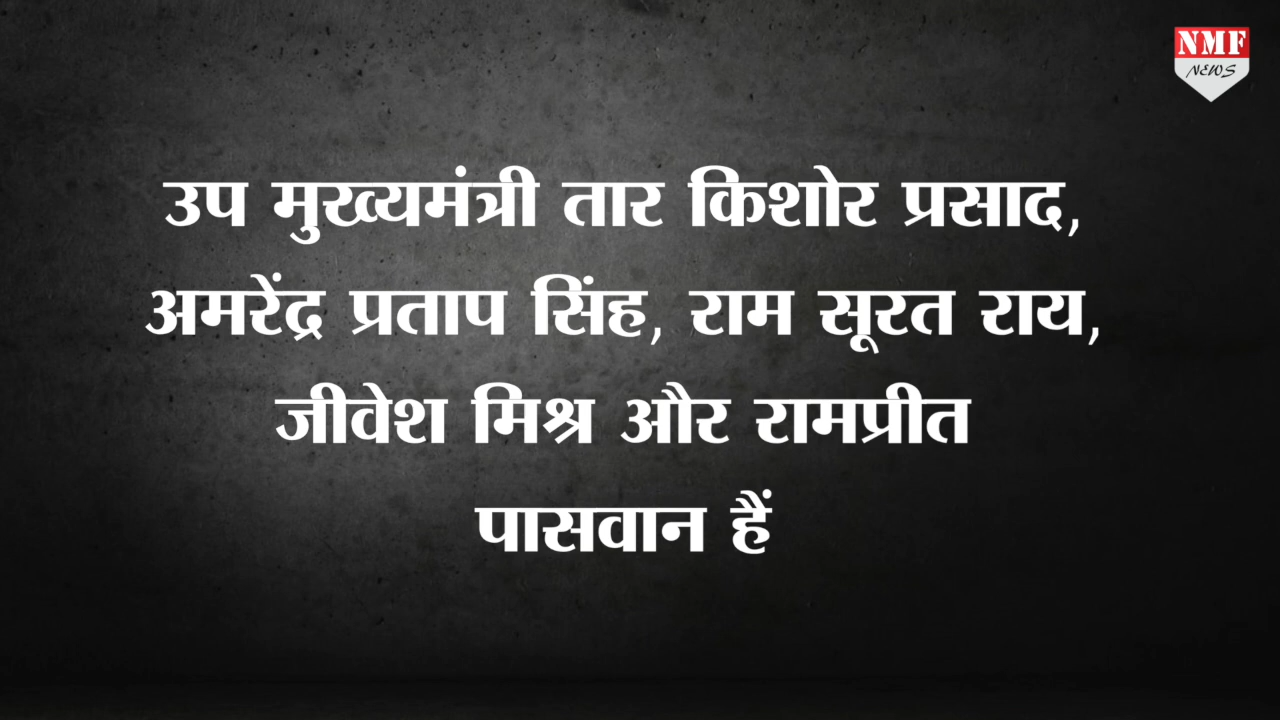 NMF
NEWS
उप मुख्यमंत्री तार किशोर प्रसाद,
अमरेंद्र प्रताप सिंह, राम सूरत राय,
जीवेश मिश्र और रामप्रीत
पासवान हैं